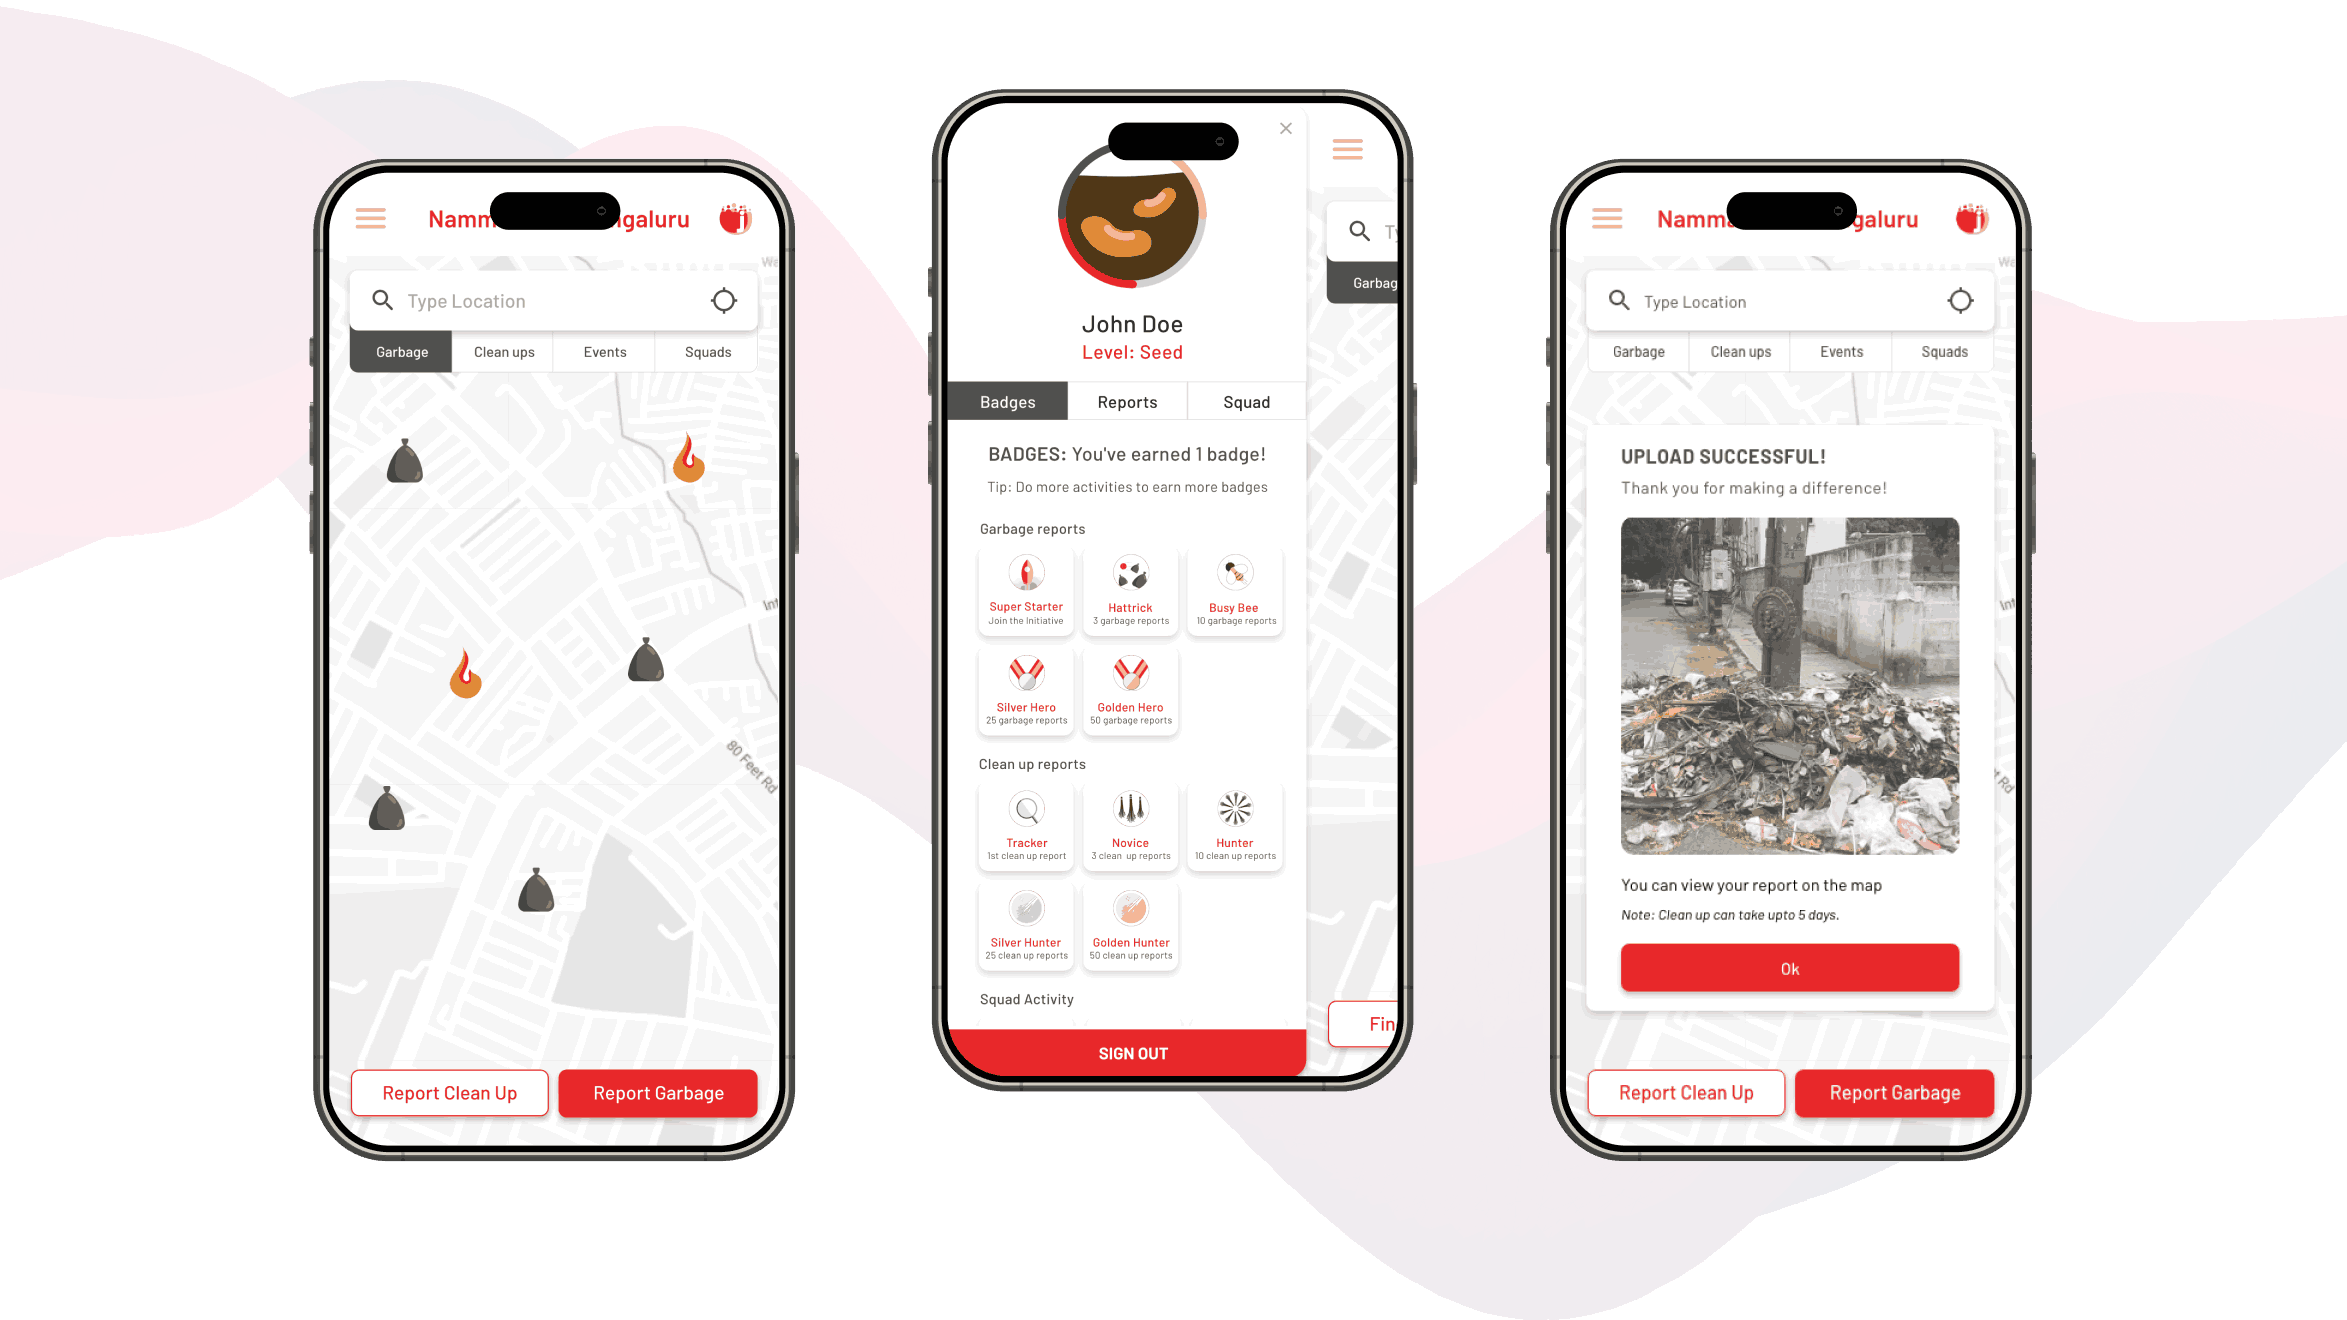 Namm ngaluru
Type Location
Garbage Clean ups Events Squads
80 Feet Rd
Report Clean Up Report Garbage
John Doe
Level: Seed
Badges Reports Squad
BADGES: You've earned 1 badge!
Tip: Do more activities to earn more badges
Garbage reports
Super Starter Hattrick Busy Bee
Join the Initiative 3 garbage reports 10 garbage reports
Silver Hero Golden Hero
25 garbage reports 50 garbage reports
Clean up reports
Tracker Novice Hunter
1st clean up report 3 clean up reports 10 clean up reports
Silver Hunter Golden Hunter
25 clean up reports 50 clean up reports
Squad Activity
SIGN OUT
Ty
Garbag
Fin
Namma galuru
Type Location
Garbage Clean ups Events Squads
UPLOAD SUCCESSFUL!
Thank you for making a difference!
You can view your report on the map
Note: Clean up can take upto 5 days.
Ok
Rd
Report Clean Up Report Garbage